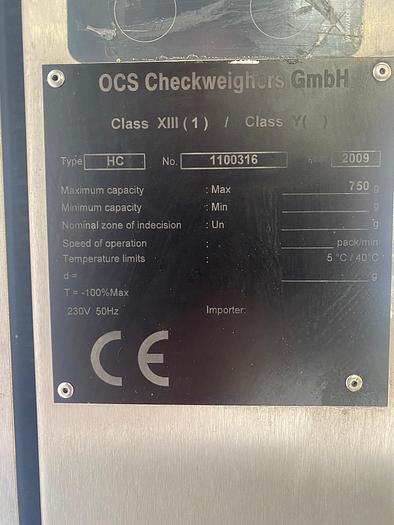 OCS Checkweighers GmbH
Class XIII ( 1 ) / Class Y( )
Type HC No. 1100316 2009
Maximum capacity : Max 750 g
Minimum capacity : Min g
Nominal zone of indecision : Un g
Speed of operation : pack/min
Temperature limits : 5 °C / 40°C
d = g
T = -100%Max
230V 50Hz Importer:
CE